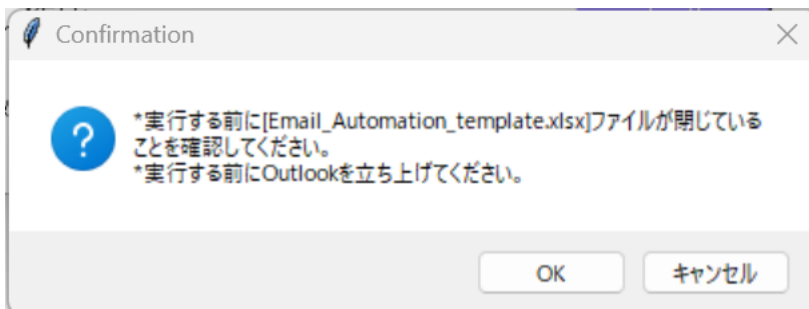 Confirmation
*実行する前に[Email_Automation_template.xlsx]ファイルが閉じている
ことを確認してください。
*実行する前にOutlookを立ち上げてください。
OK
キャンセル